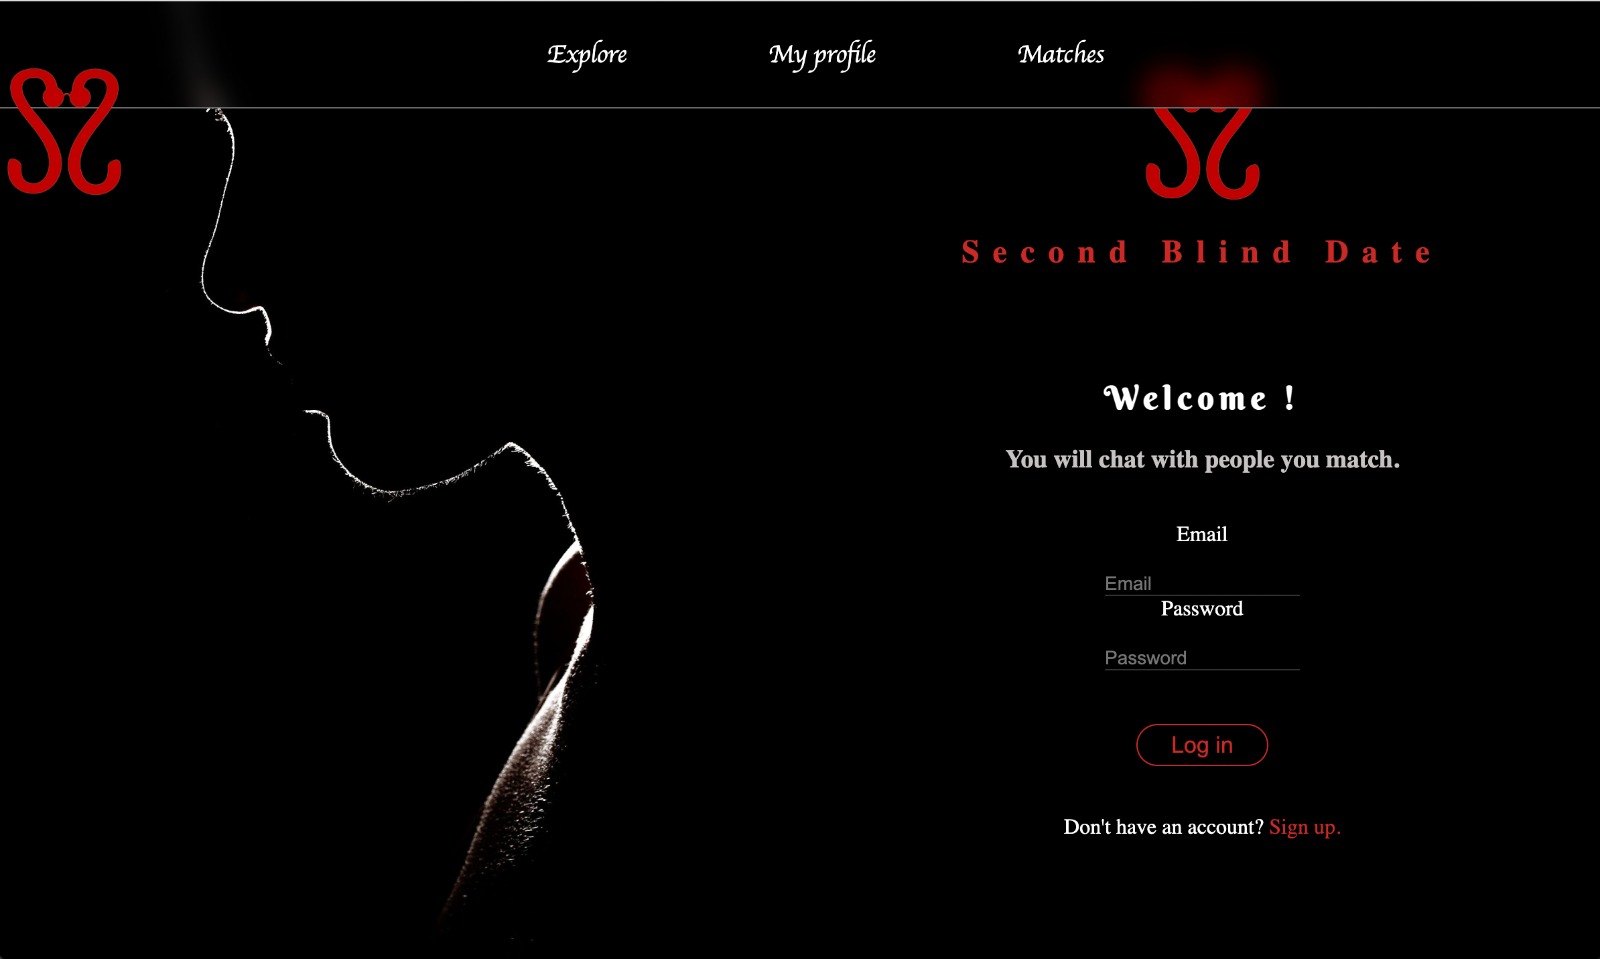 Explore
My profile
Matches
Second Blind Date
Welcome !
You will chat with people you match.
Email
Email
Password
Password
Log in
Don't have an account? Sign up.